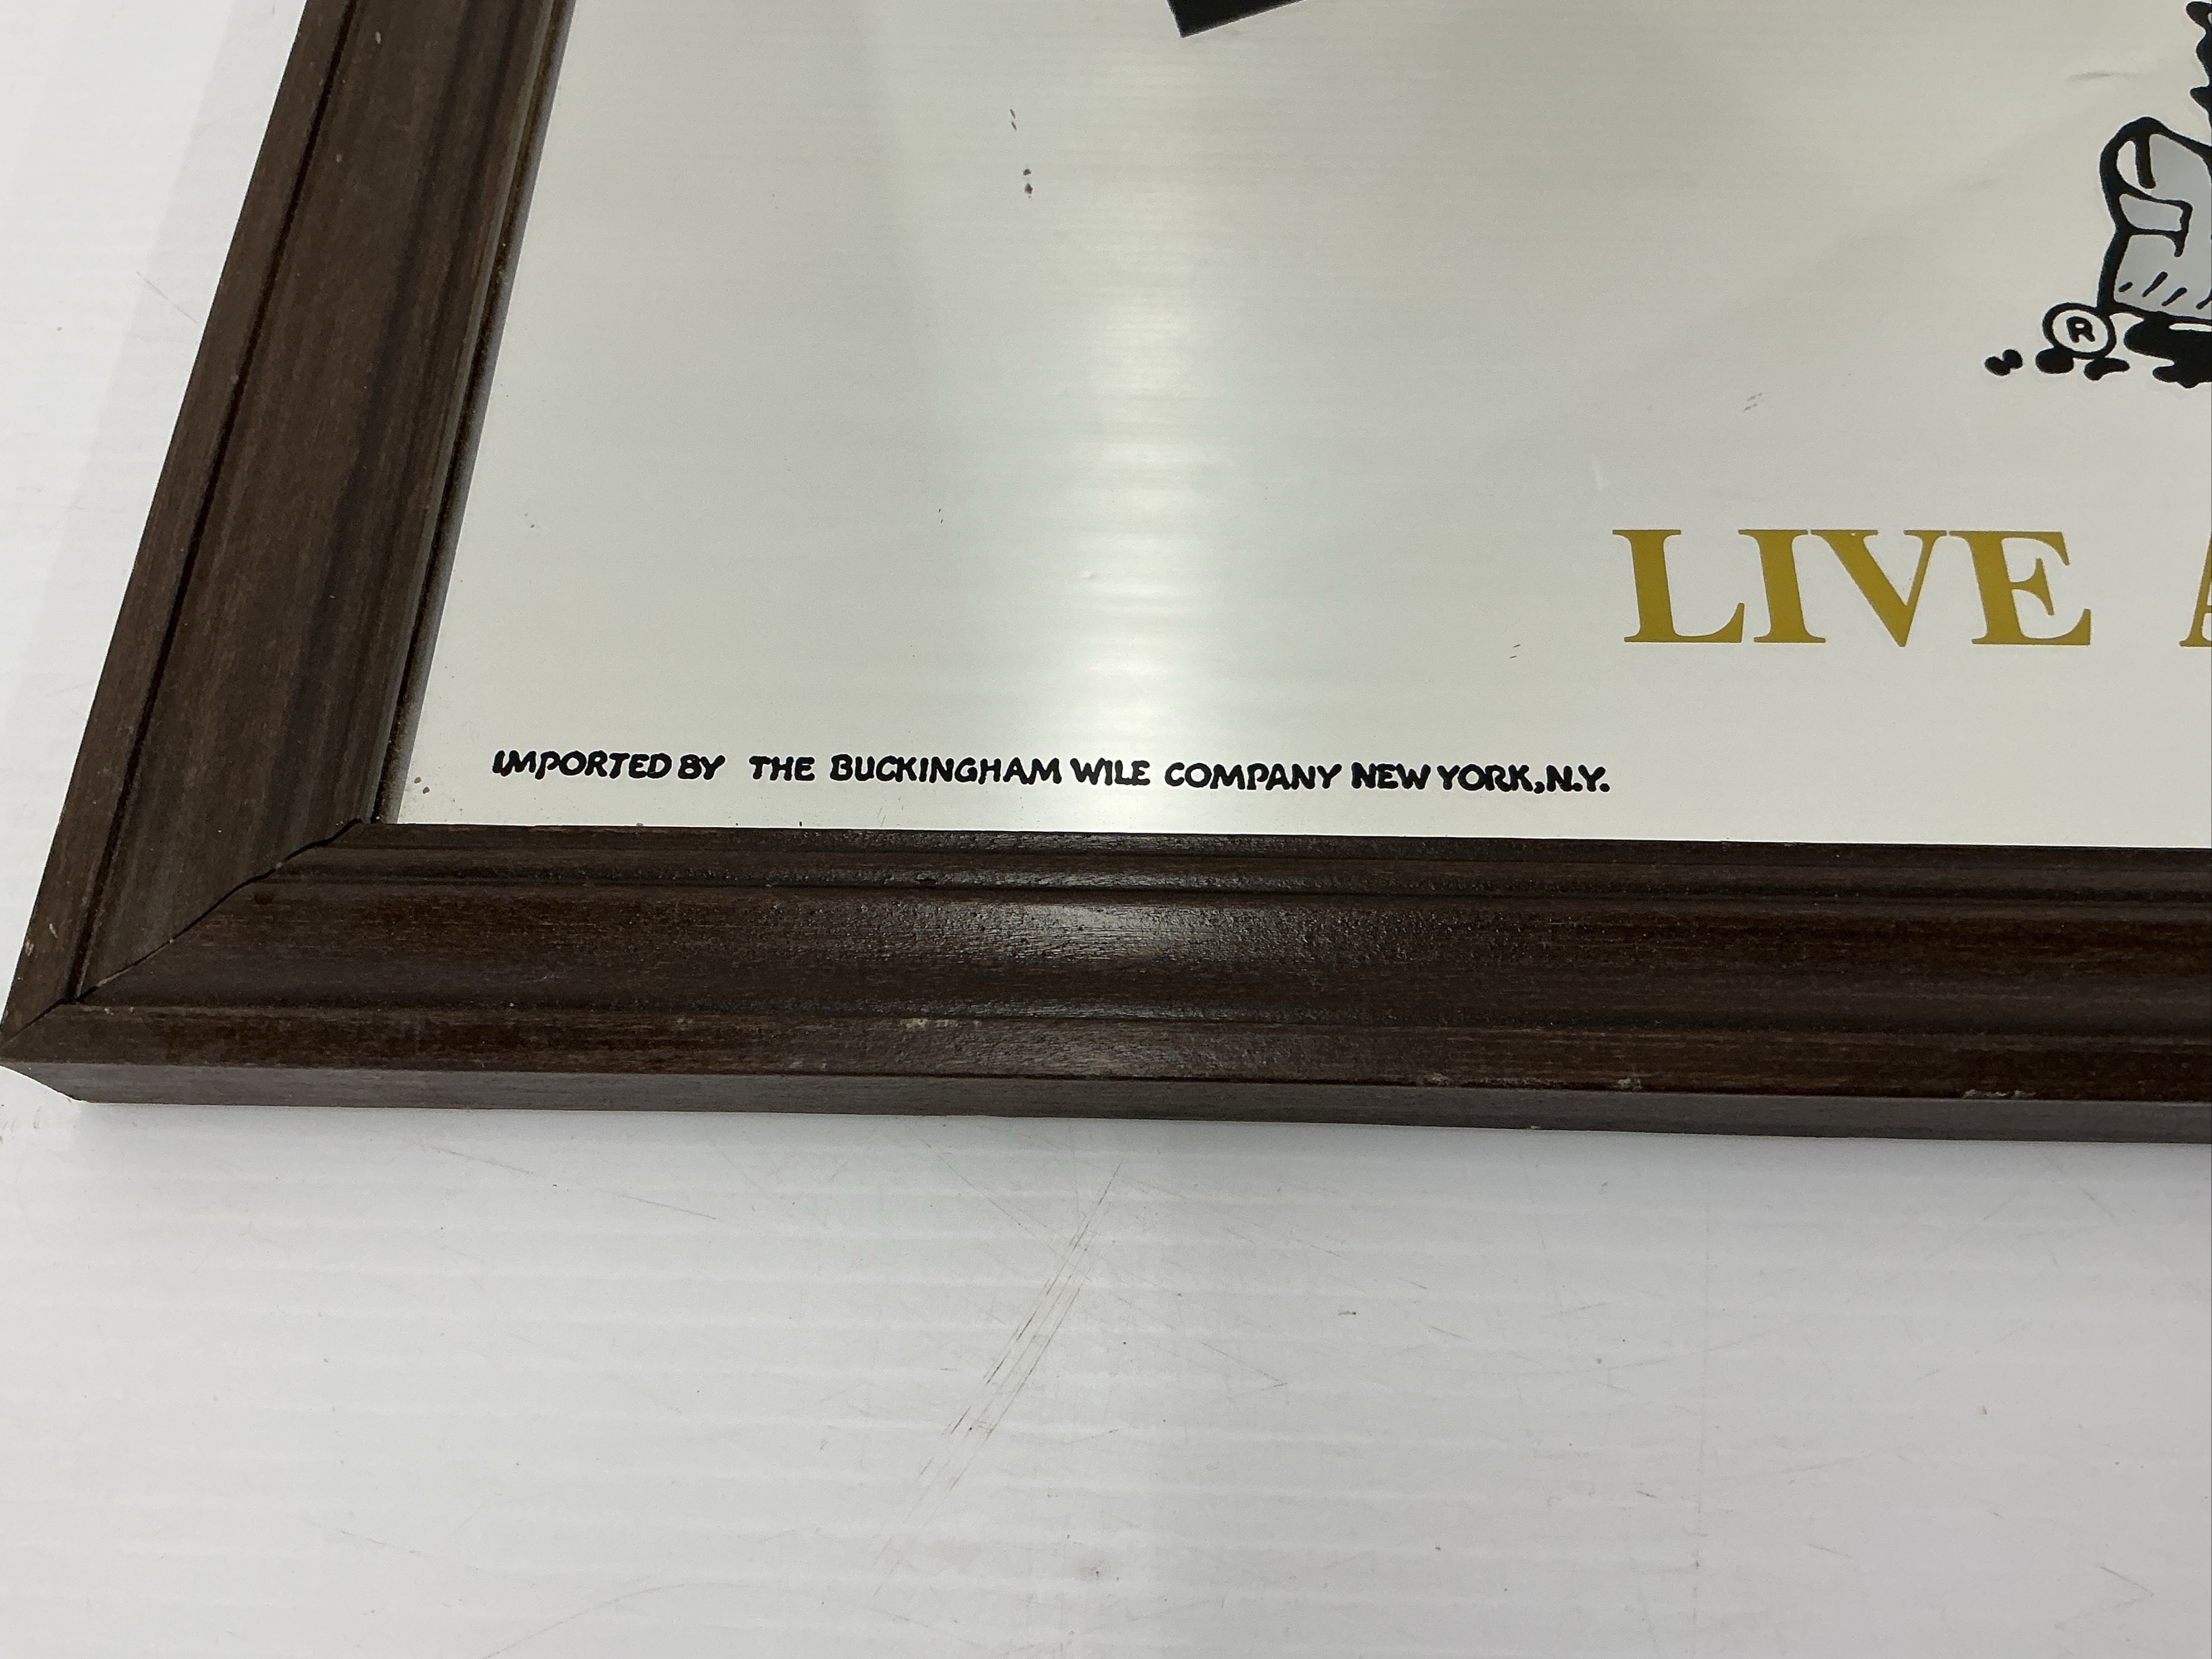 ®
LIVE
IMPORTED BY THE BUCKINGHAM WILE COMPANY NEW YORK, N.Y.